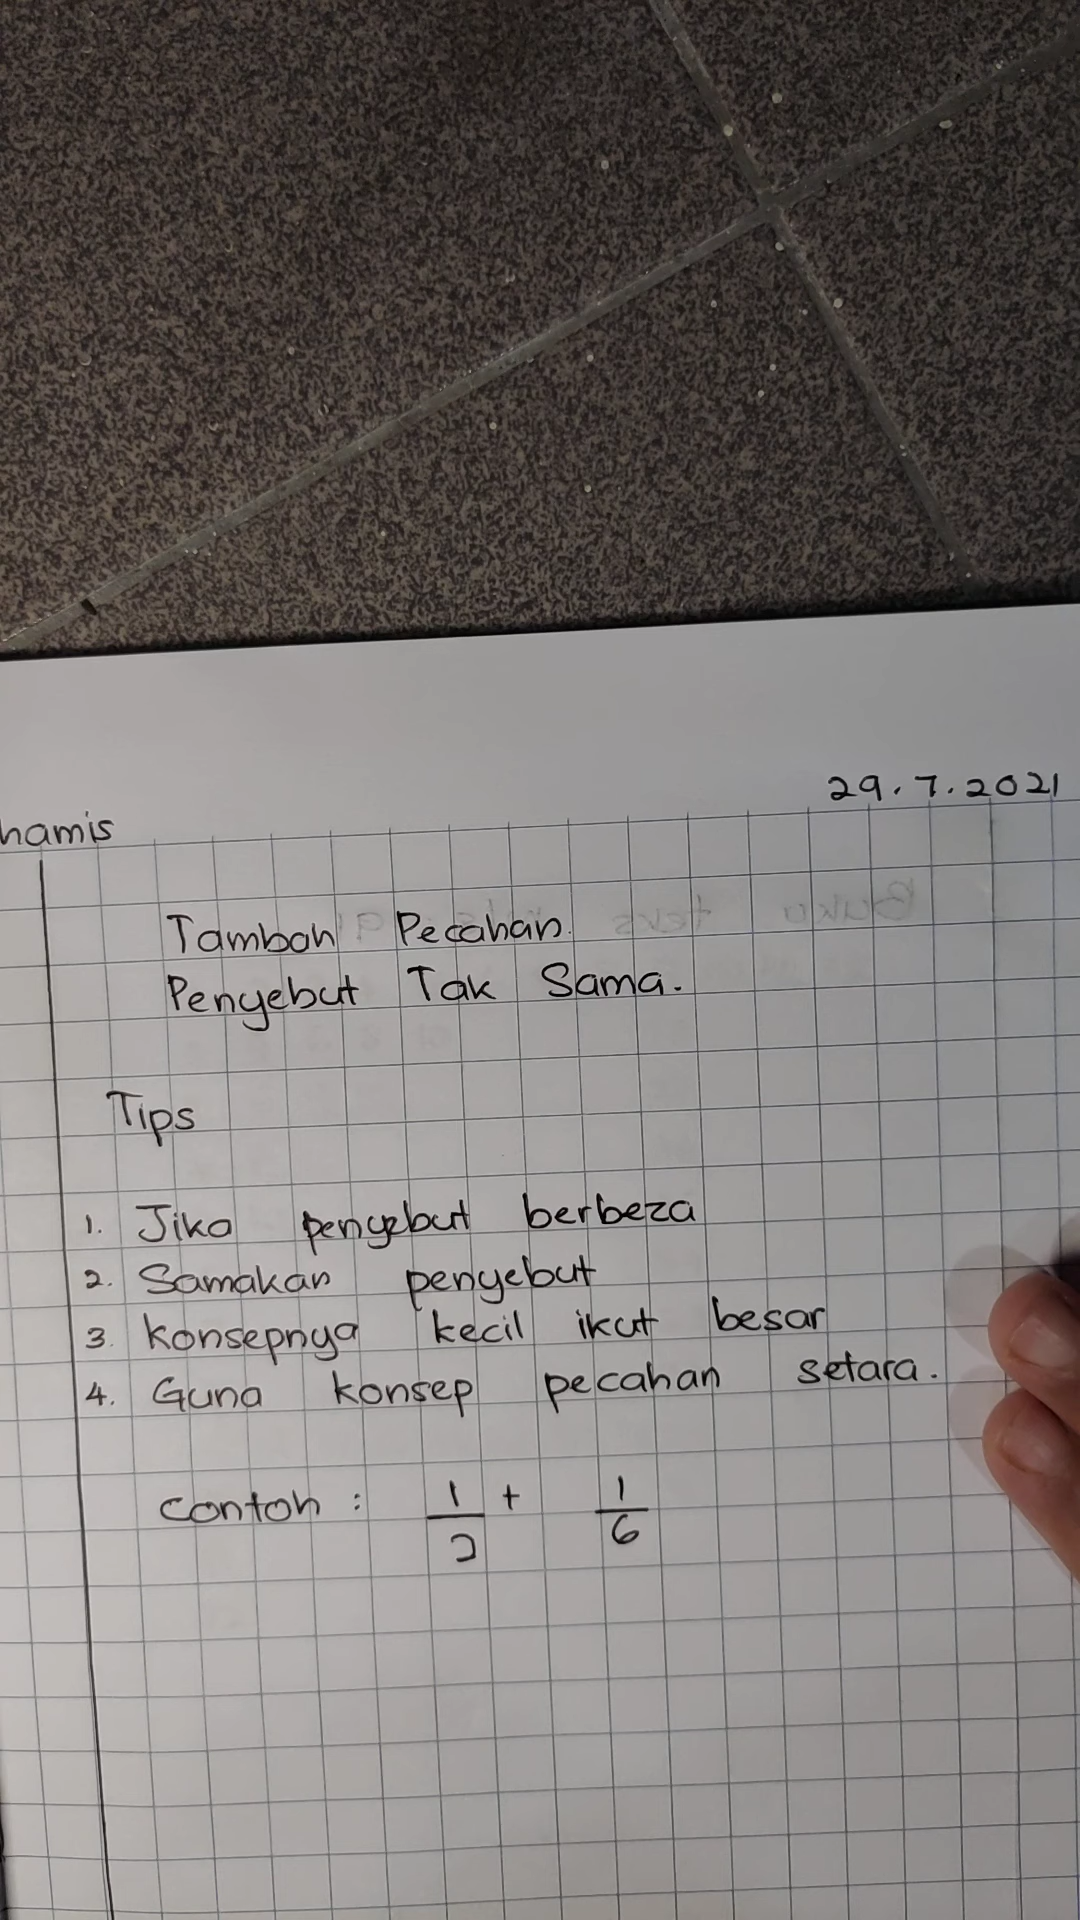 29.7.2021
hamis
Tambah Pecahan
Penyebut Tak Sama.
Tips
1. Jika penyebut berbeza
2. Samakan penyebut
3. Konsepnya kecil ikut besar
4. Guna konsep pecahan setara.
Contoh : 1/2 + 1/6